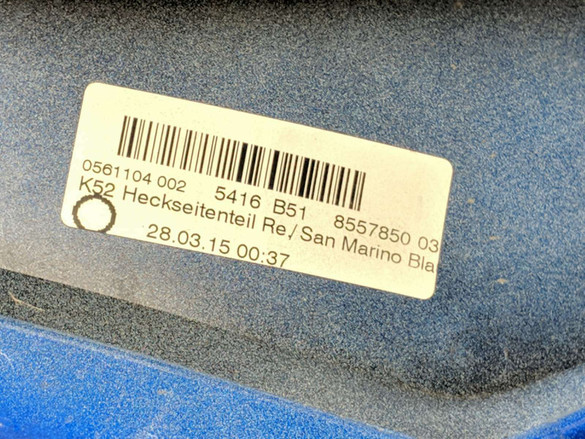 0561104 002 5416 B51 8557850 03
K52 Heckseitenteil Re./ San Marino Bla
28.03.15 00:37